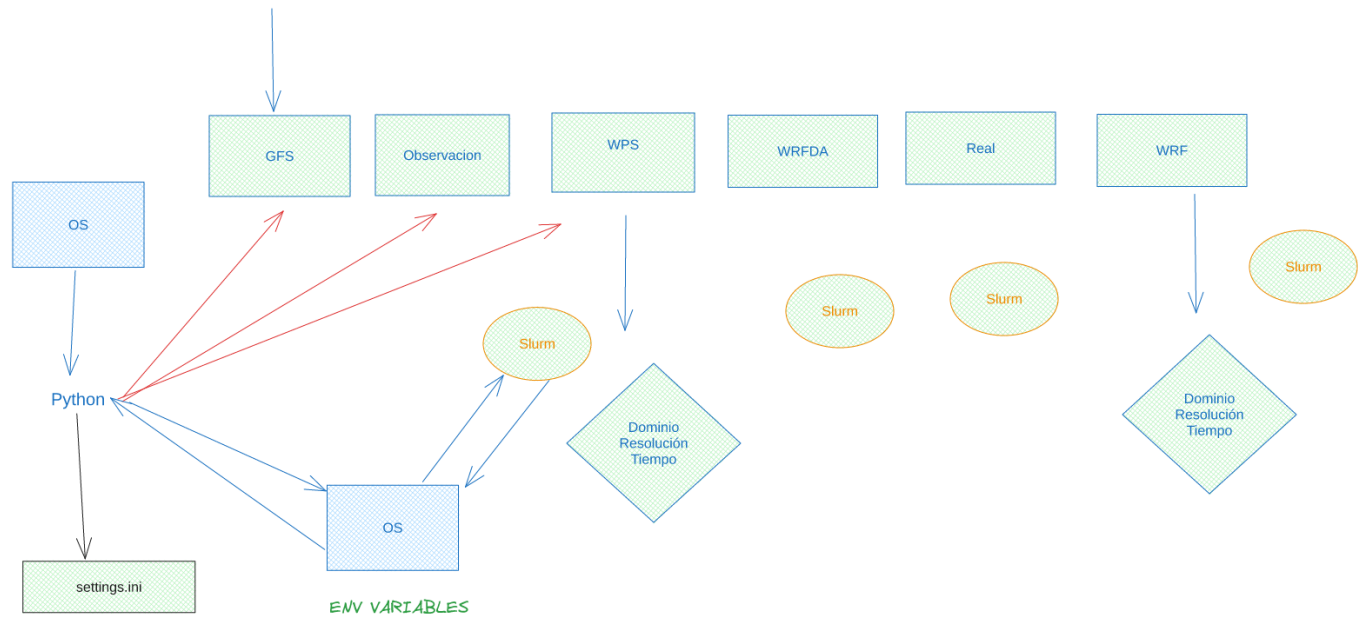 GFS
Observacion
WPS
WRFDA
Real
WRF
OS
Slurm
Slurm
Slurm
Slurm
Python
Dominio
Resolución
Tiempo
Dominio
Resolución
Tiempo
OS
settings.ini
ENV VARIABLES